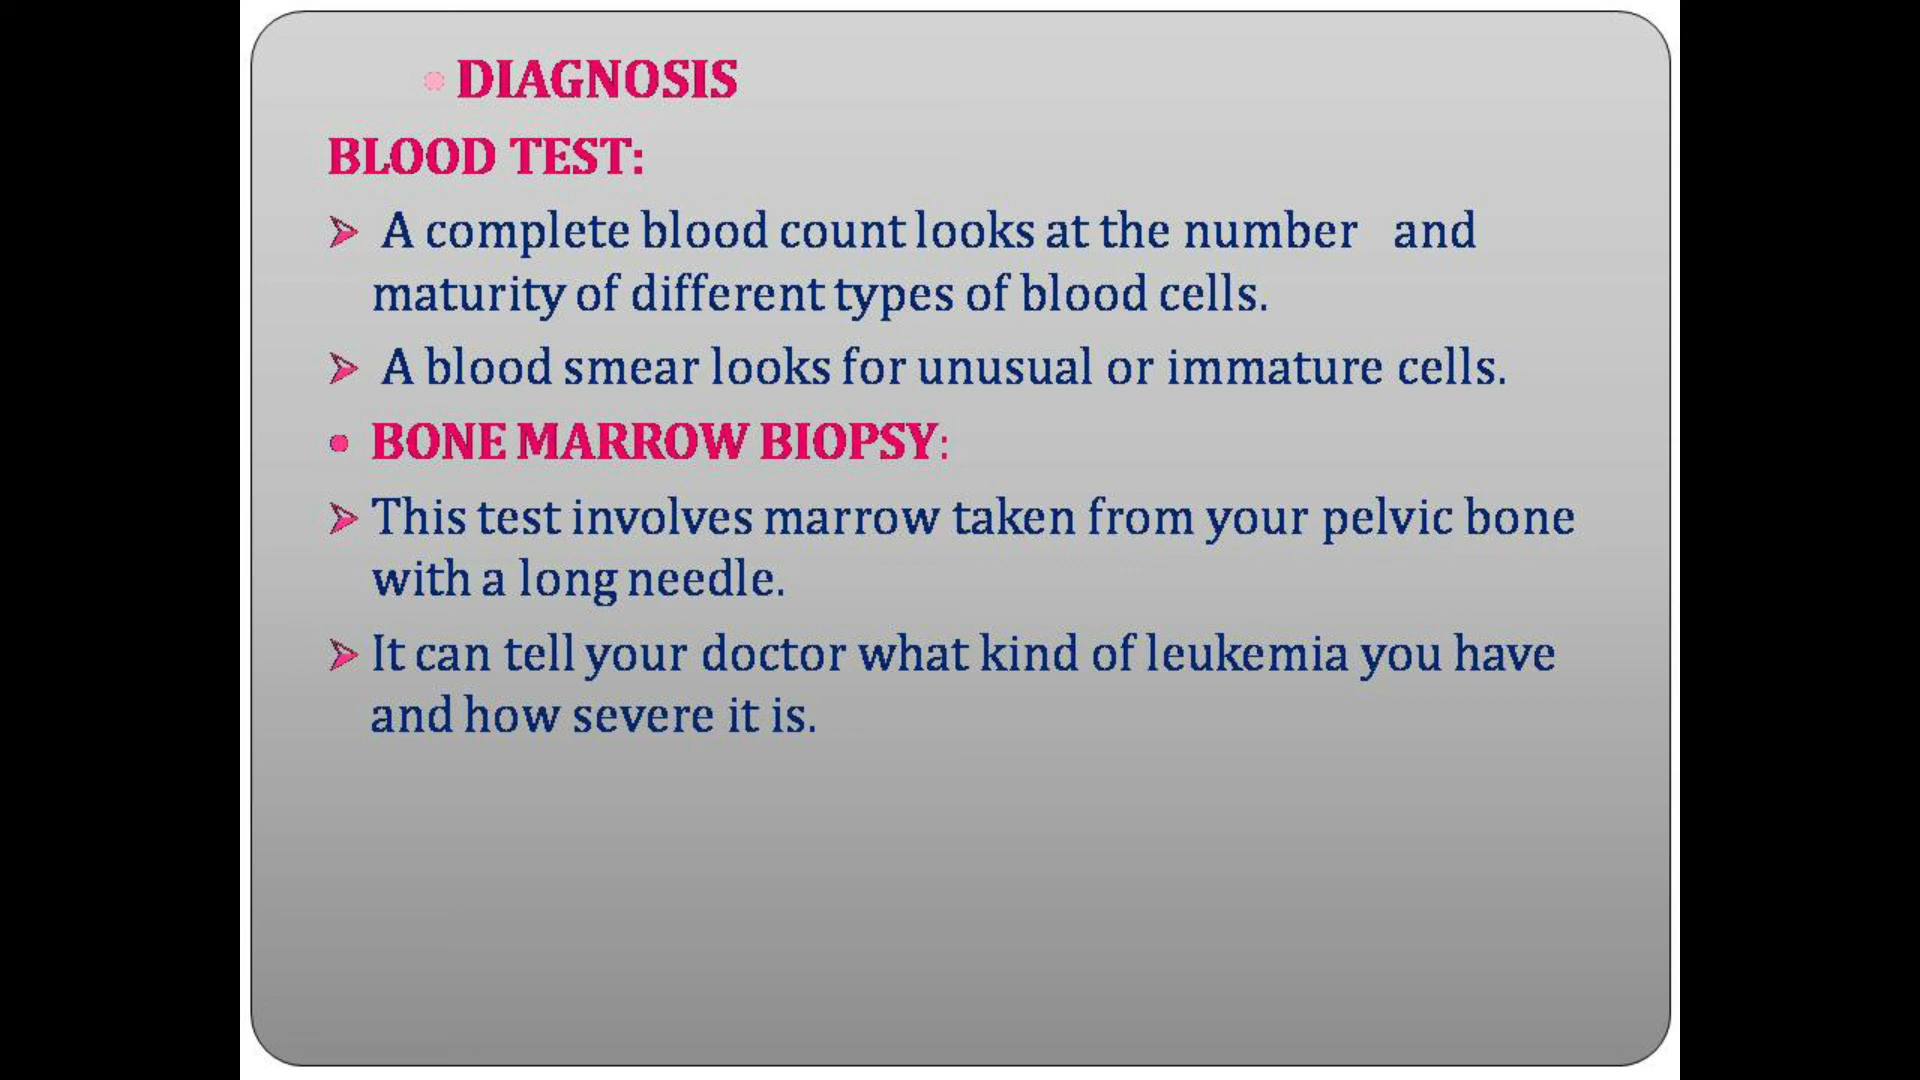 DIAGNOSIS
BLOOD TEST:
A complete blood count looks at the number and
maturity of different types of blood cells.
A blood smear looks for unusual or immature cells.
BONE MARROW BIOPSY:
This test involves marrow taken from your pelvic bone
with a long needle.
It can tell your doctor what kind of leukemia you have
and how severe it is.